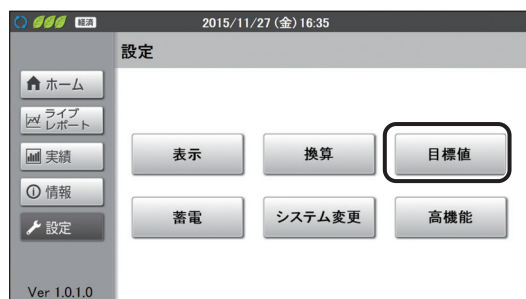 経済 2015/11/27 (金) 16:35
設定
ホーム
ライブ
レポート
実績
情報
設定
表示 換算 目標値
蓄電 システム変更 高機能
Ver 1.0.1.0